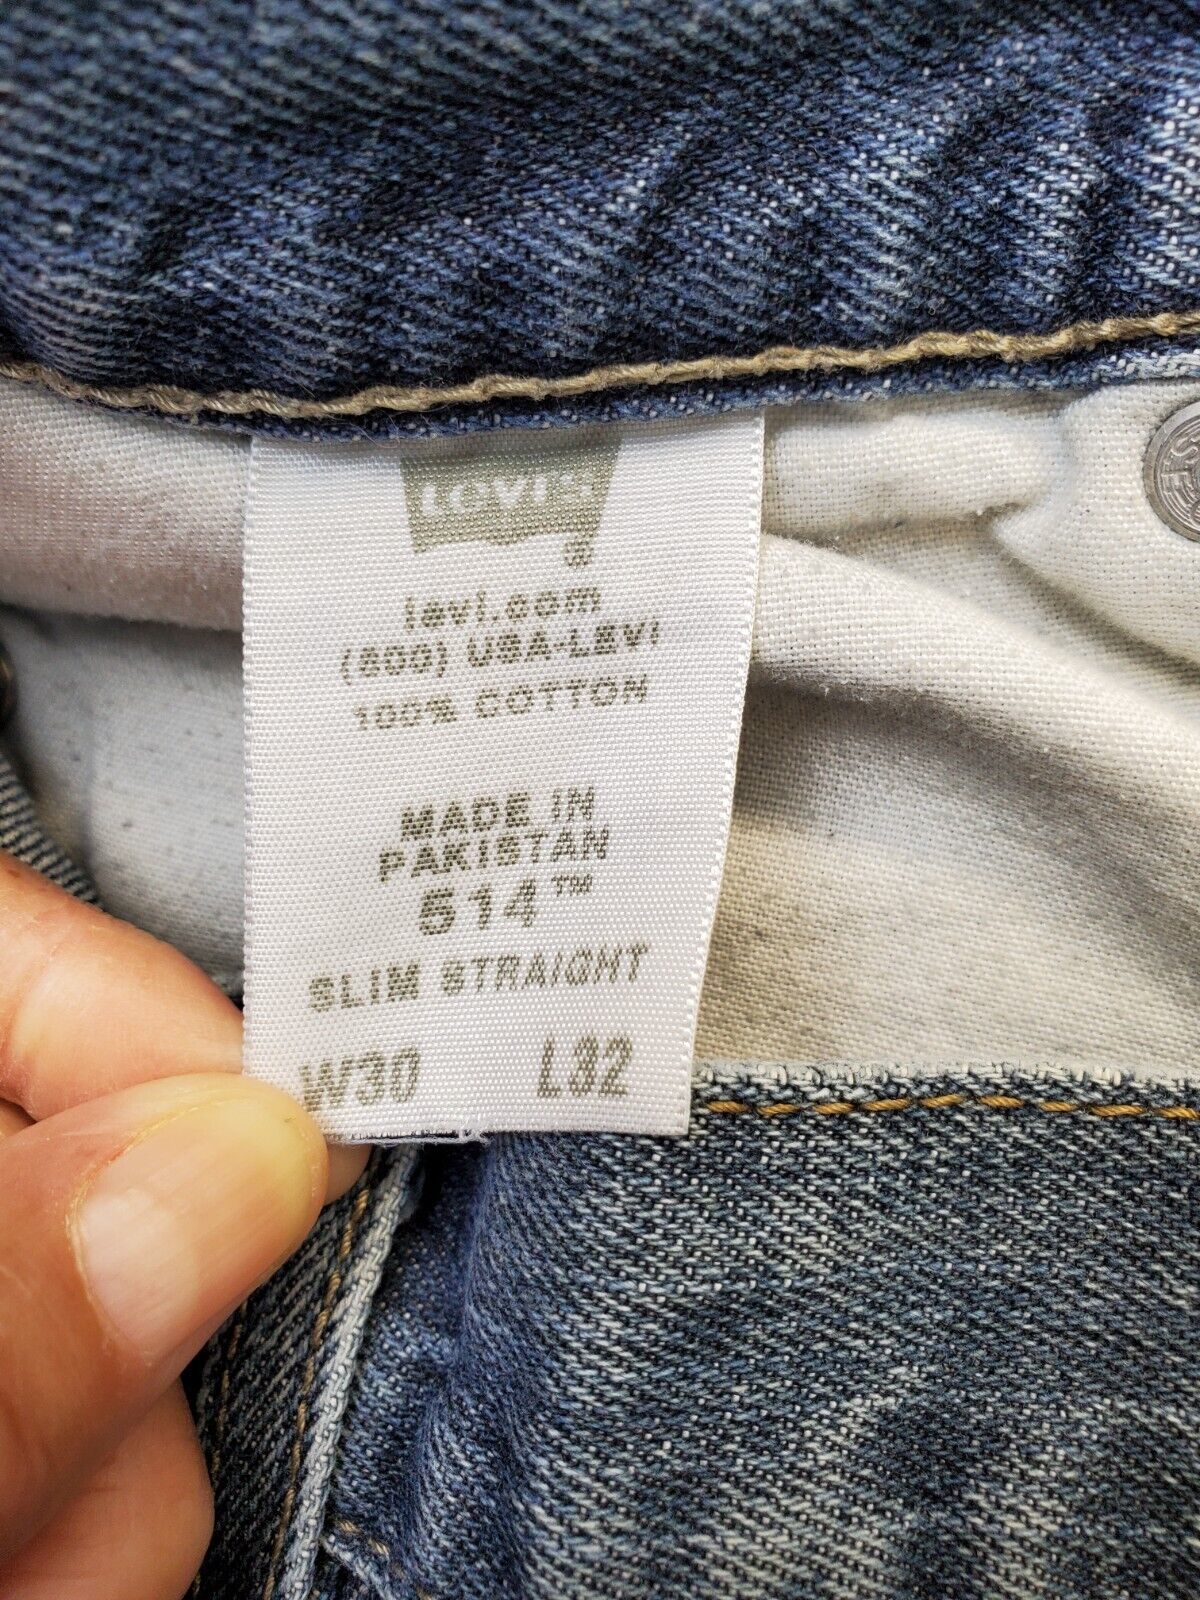 LEVI'S
®
levi.com
(800) USA-LEVI
100% COTTON
MADE IN
PAKISTAN
514™
SLIM STRAIGHT
W30 L32